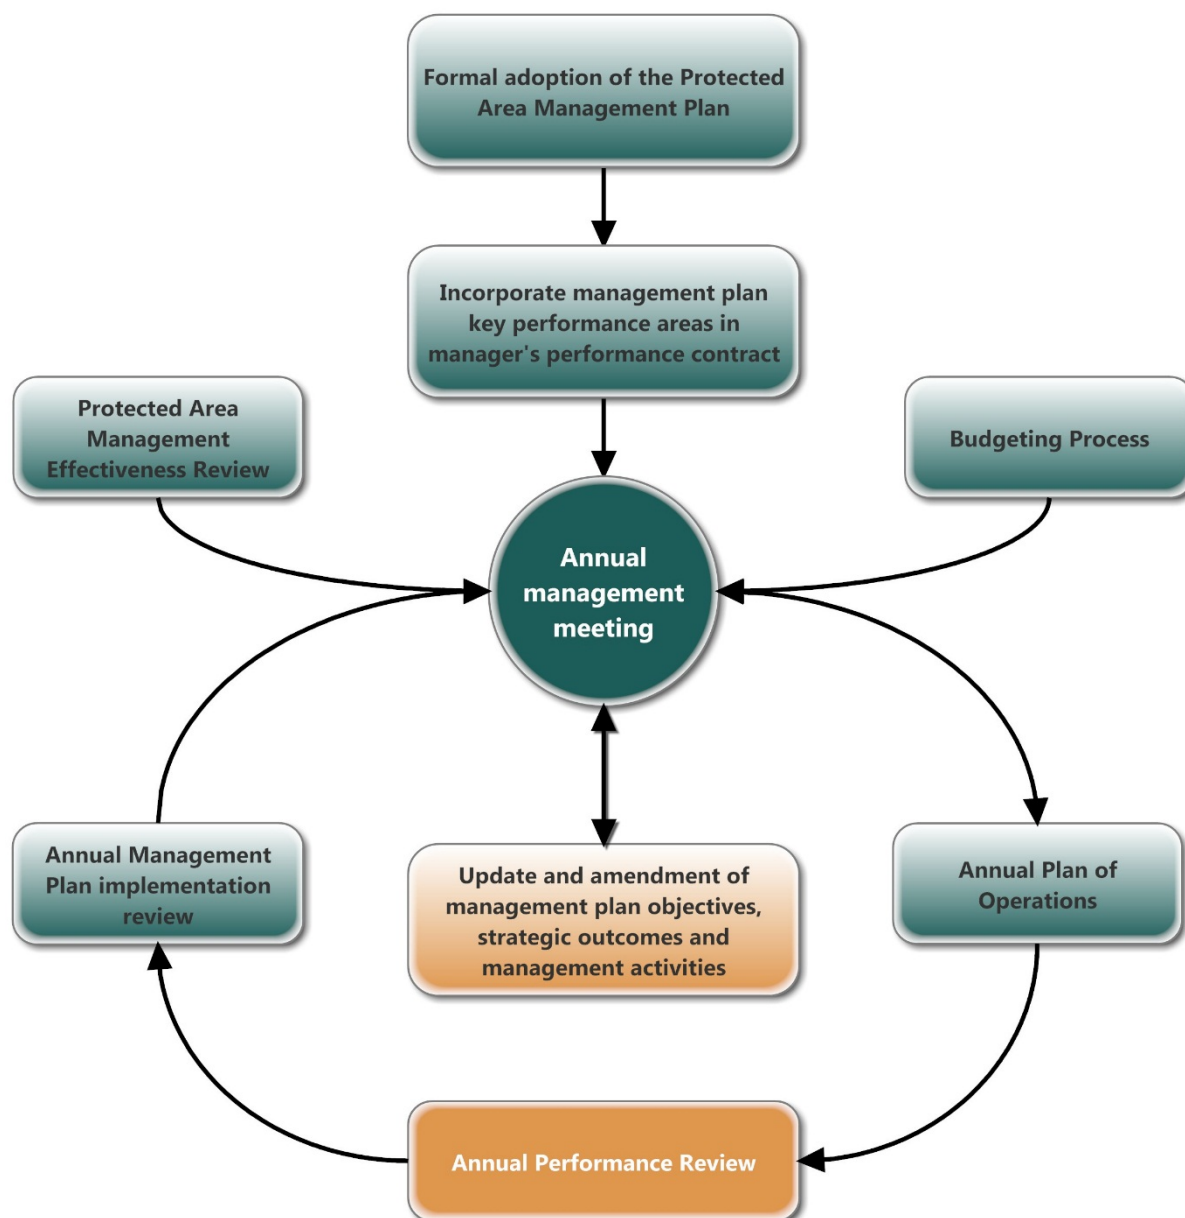 Formal adoption of the Protected
Area Management Plan
Incorporate management plan
key performance areas in
manager's performance contract
Protected Area
Management
Effectiveness Review
Budgeting Process
Annual
management
meeting
Annual Management
Plan implementation
review
Update and amendment of
management plan objectives,
strategic outcomes and
management activities
Annual Plan of
Operations
Annual Performance Review